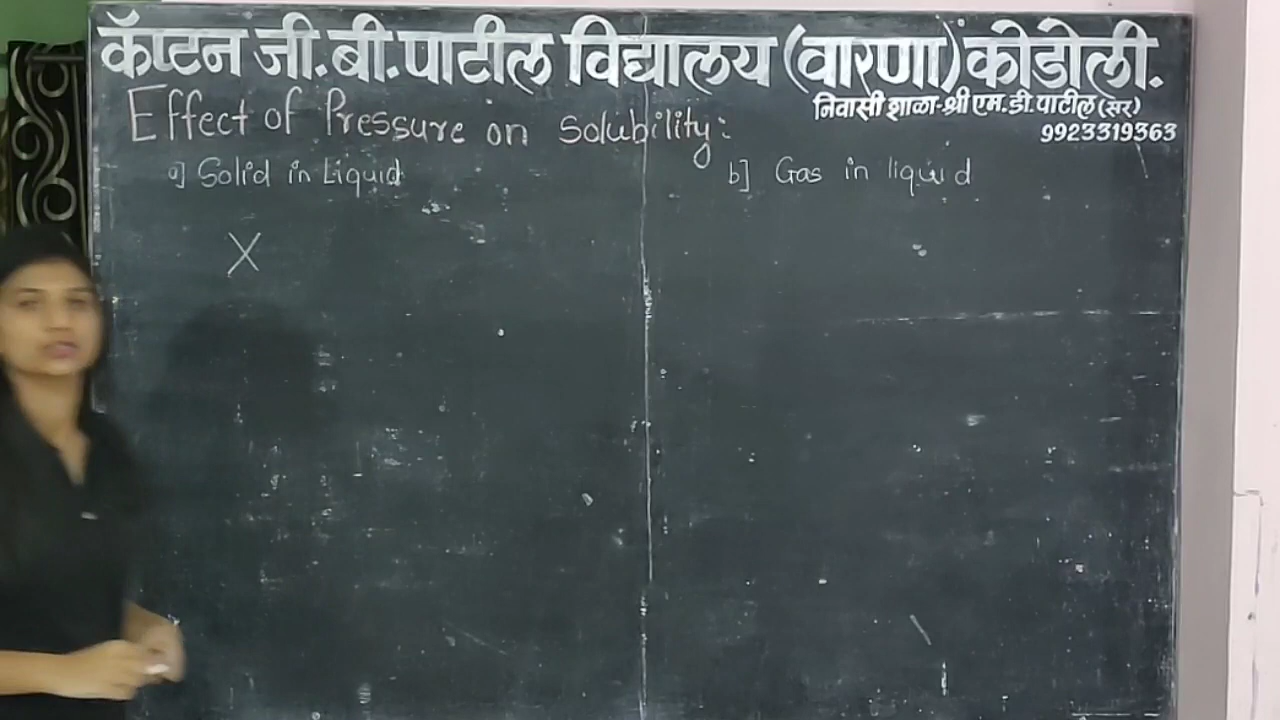 कॅप्टन जी.बी.पाटील विद्यालय (वारणा) कोडोली.
निवासी शाळा-श्री एम.डी.पाटील (सर)
9923319363
Effect of Pressure on Solubility:
a] Solid in Liquid
b] Gas in liquid
X